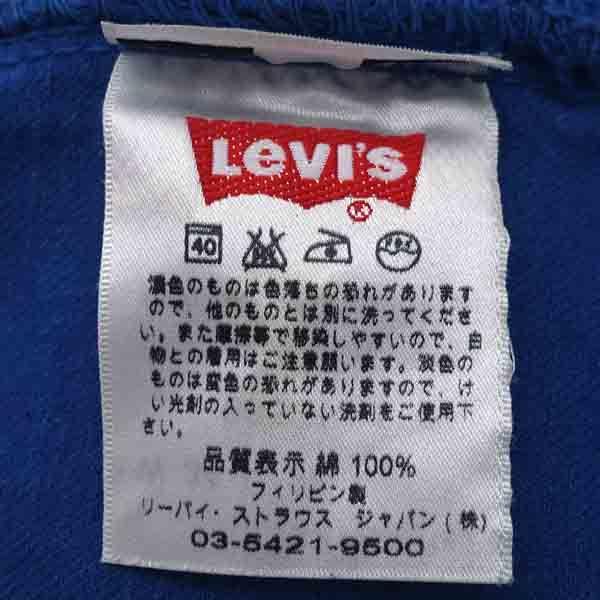 Levi's
®
40
濃色のものは色落ちの恐れがあります
ので、他のものとは別に洗ってくださ
い。また摩擦等で移染しやすいので、白
物との着用はご注意願います。淡色の
ものは変色の恐れがありますので、け
い光剤の入っていない洗剤をご使用下
さい。
品質表示 綿 100%
フィリピン製
リーバイ・ストラウス ジャパン(株)
03-5421-9500